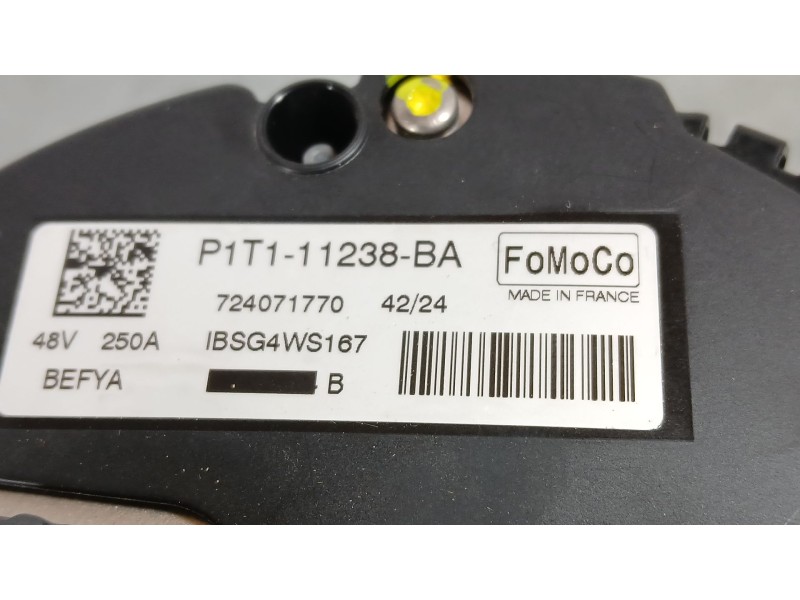 P1T1-11238-BA
FoMoCo
724071770 42/24
MADE IN FRANCE
48V 250A IBSG4WS167
BEFYA B